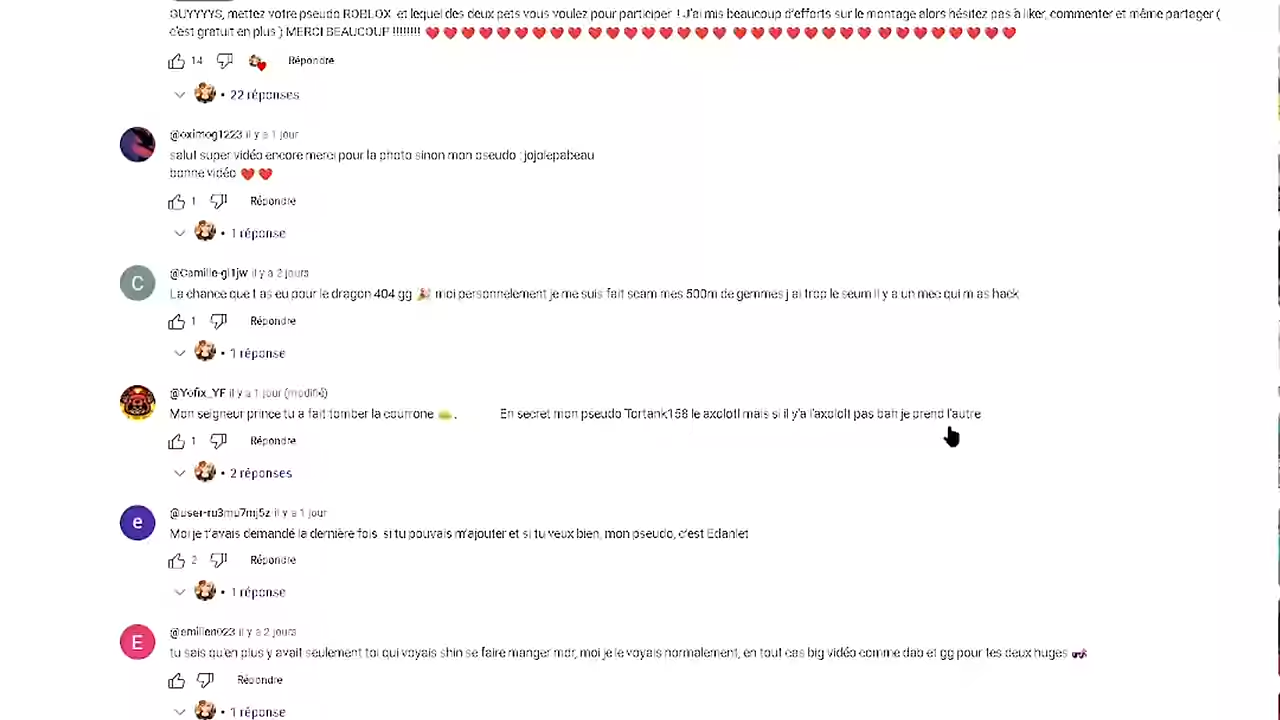 GUYYYS, mettez votre pseudo ROBLOX et lequel des deux pets vous voulez pour participer ! J'ai mis beaucoup d'efforts sur le montage alors hésitez pas à liker, commenter et même partager (
c'est gratuit en plus ) MERCI BEAUCOUP !!!!!!!! ❤❤❤❤❤❤❤❤❤ ❤❤❤❤❤❤❤❤ ❤❤❤❤❤❤❤❤ ❤❤❤❤❤❤❤❤
14 Répondre
• 22 réponses
@oximog1223 il y a 1 jour
salut super vidéo encore merci pour la photo sinon mon pseudo : jojolepabeau
bonne vidéo ❤❤
1 Répondre
• 1 réponse
C
@Camille-gl1jw il y a 2 jours
La chance que t as eu pour le dragon 404 gg 🎉 moi personnelement je me suis fait scam mes 500m de gemmes j ai trop le seum il y a un mec qui m as hack
1 Répondre
• 1 réponse
@Yofix_YF il y a 1 jour (modifié)
Mon seigneur prince tu a fait tomber la courrone . En secret mon pseudo Tortank158 le axolotl mais si il y'a l'axololt pas bah je prend l'autre
1 Répondre
• 2 réponses
e
@user-ru3mu7mj5z il y a 1 jour
Moi je t'avais demandé la dernière fois si tu pouvais m'ajouter et si tu veux bien, mon pseudo, c'est Edanlet
2 Répondre
• 1 réponse
E
@emilien023 il y a 2 jours
tu sais qu'en plus y avait seulement toi qui voyais shin se faire manger mdr, moi je le voyais normalement, en tout cas big vidéo comme dab et gg pour tes deux huges
Répondre
• 1 réponse